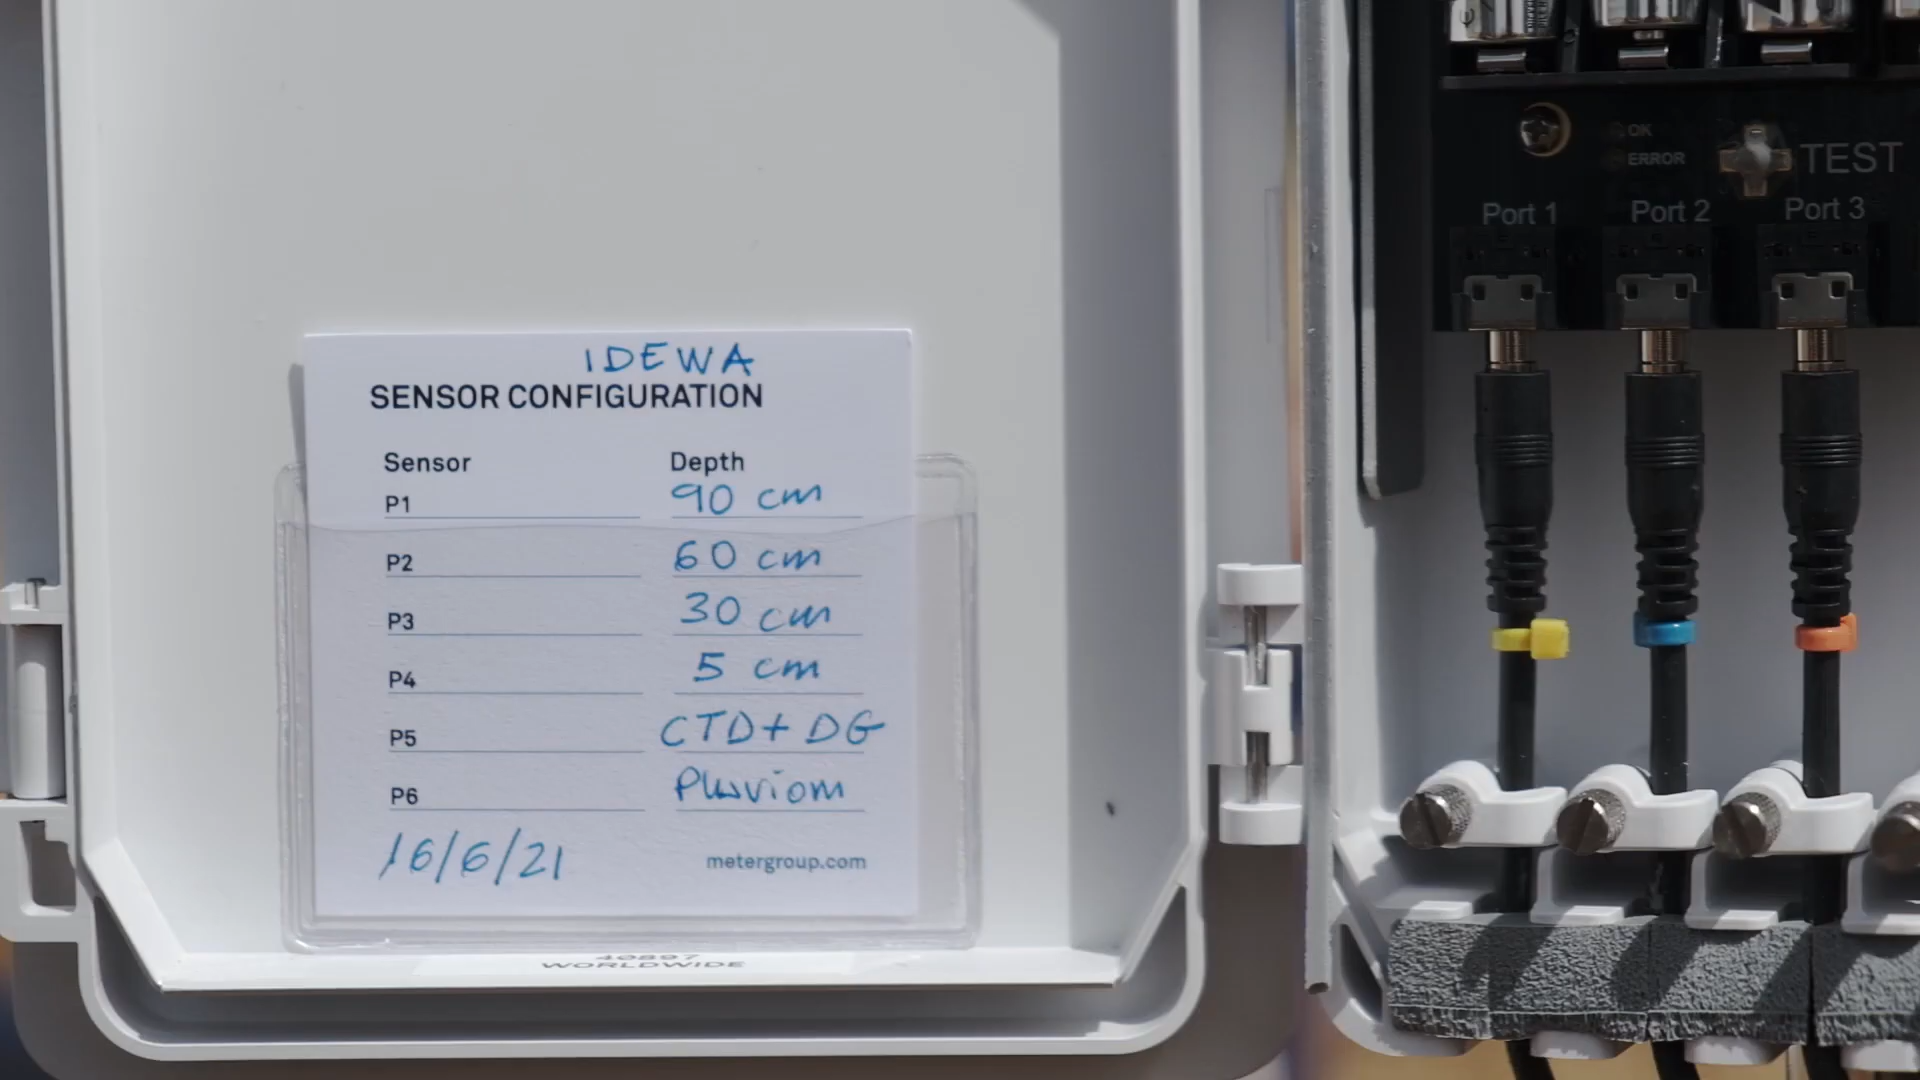 IDEWA
SENSOR CONFIGURATION
Sensor Depth
P1 90 cm
P2 60 cm
P3 30 cm
P4 5 cm
P5 CTD+ DG
P6 Pluviom
16/6/21 metergroup.com
40897
WORLDWIDE
OK
ERROR
TEST
Port 1 Port 2 Port 3